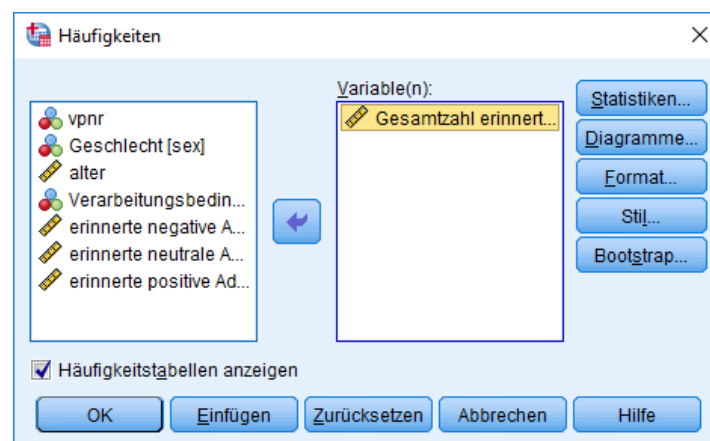 Häufigkeiten
Variable(n):
vpnr
Geschlecht [sex]
alter
Verarbeitungsbedin...
erinnerte negative A...
erinnerte neutrale A...
erinnerte positive Ad...
Gesamtzahl erinnert...
Statistiken...
Diagramme...
Format...
Stil...
Bootstrap...
Häufigkeitstabellen anzeigen
OK
Einfügen
Zurücksetzen
Abbrechen
Hilfe